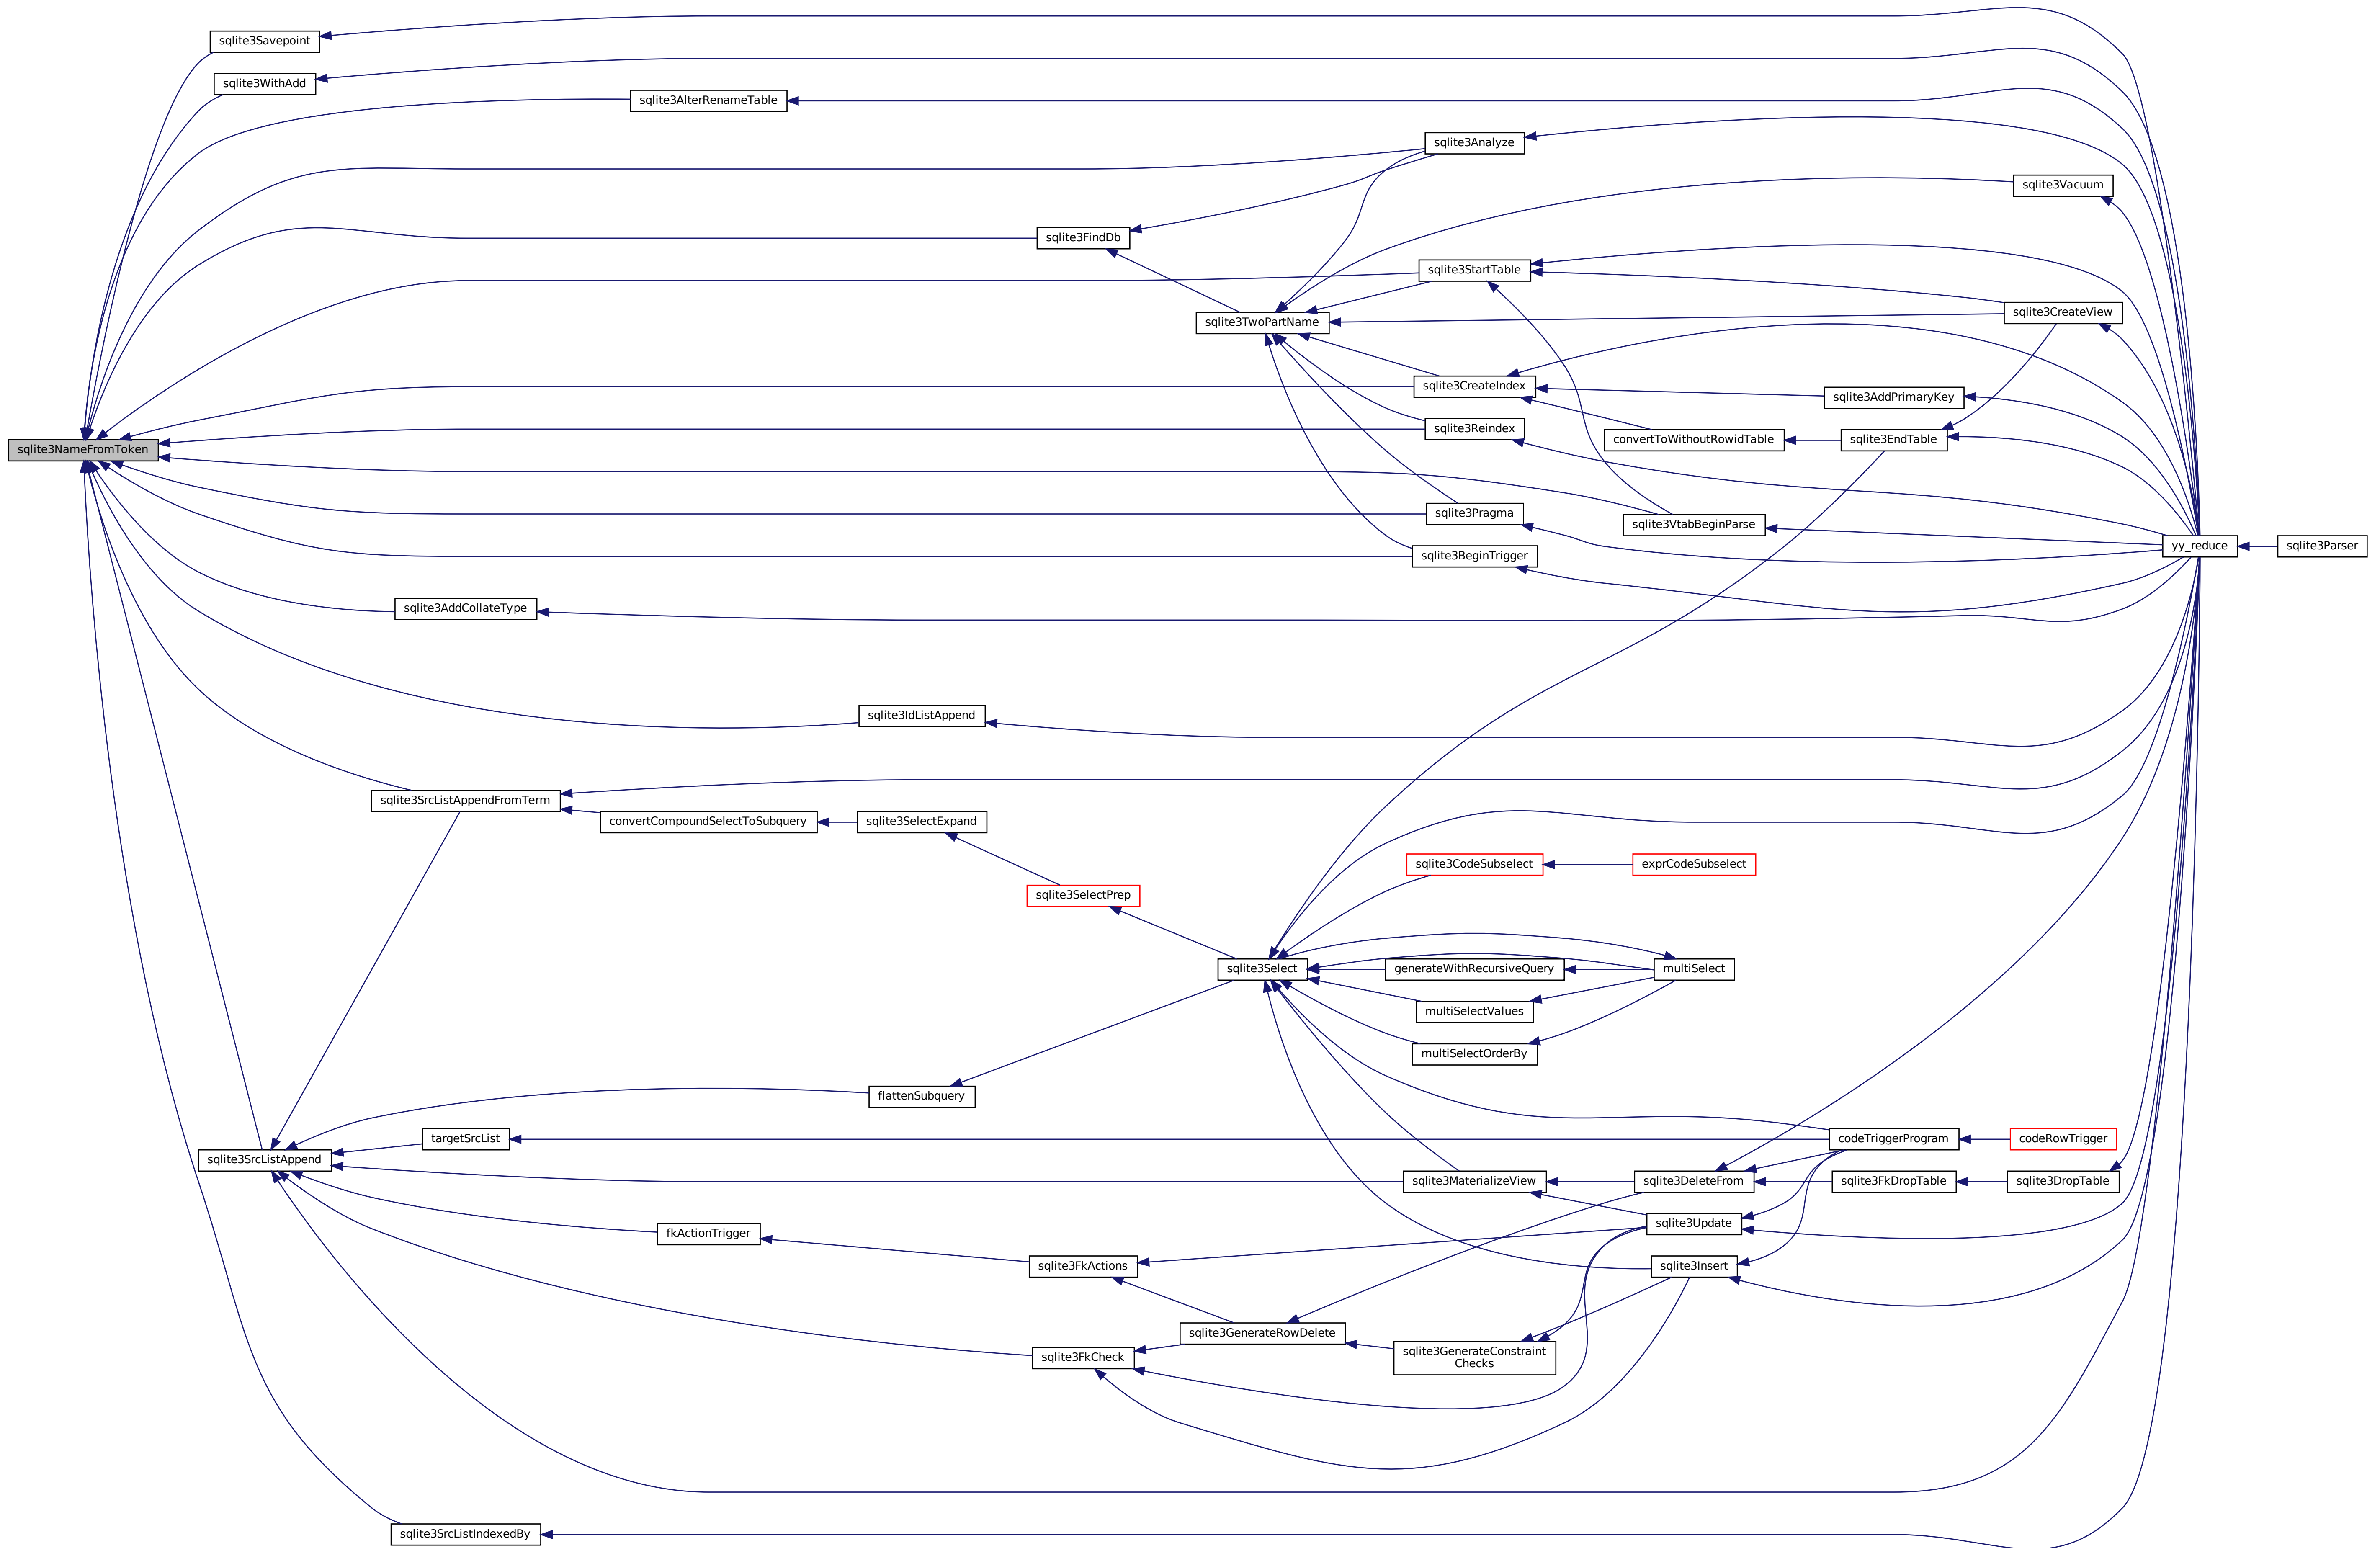 sqlite3Savepoint
sqlite3WithAdd
sqlite3AlterRenameTable
sqlite3Analyze
sqlite3Vacuum
sqlite3FindDb
sqlite3StartTable
sqlite3TwoPartName
sqlite3CreateView
sqlite3CreateIndex
sqlite3AddPrimaryKey
sqlite3Reindex
convertToWithoutRowidTable
sqlite3EndTable
sqlite3NameFromToken
sqlite3Pragma
sqlite3VtabBeginParse
yy_reduce
sqlite3Parser
sqlite3BeginTrigger
sqlite3AddCollateType
sqlite3IdListAppend
sqlite3SrcListAppendFromTerm
convertCompoundSelectToSubquery
sqlite3SelectExpand
sqlite3CodeSubselect
exprCodeSubselect
sqlite3SelectPrep
sqlite3Select
generateWithRecursiveQuery
multiSelect
multiSelectValues
multiSelectOrderBy
flattenSubquery
targetSrcList
codeTriggerProgram
codeRowTrigger
sqlite3SrcListAppend
sqlite3MaterializeView
sqlite3DeleteFrom
sqlite3FkDropTable
sqlite3DropTable
sqlite3Update
fkActionTrigger
sqlite3FkActions
sqlite3Insert
sqlite3GenerateRowDelete
sqlite3GenerateConstraint
Checks
sqlite3FkCheck
sqlite3SrcListIndexedBy